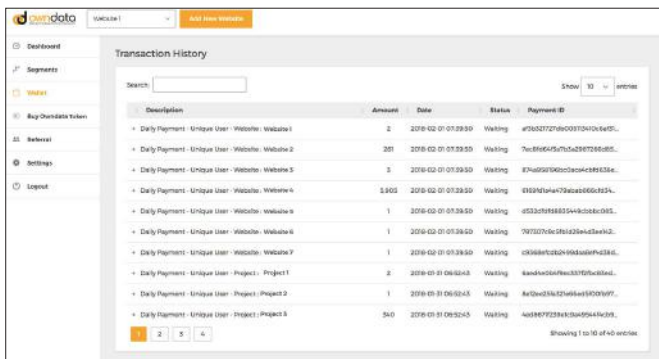 owndata
Website 1
Add New Website
Dashboard
Segments
Wallet
Buy Owndata Token
Referral
Settings
Logout
Transaction History
Search:
Show 10 entries
Description Amount Date Status Payment ID
+ Daily Payment - Unique User - Website : Website 1 2 2018-02-01 07:39:50 Waiting
+ Daily Payment - Unique User - Website : Website 2 261 2018-02-01 07:39:50 Waiting
+ Daily Payment - Unique User - Website : Website 3 3 2018-02-01 07:39:50 Waiting
+ Daily Payment - Unique User - Website : Website 4 3,905 2018-02-01 07:39:50 Waiting
+ Daily Payment - Unique User - Website : Website 5 1 2018-02-01 07:39:50 Waiting
+ Daily Payment - Unique User - Website : Website 6 1 2018-02-01 07:39:50 Waiting
+ Daily Payment - Unique User - Website : Website 7 1 2018-02-01 07:39:50 Waiting
+ Daily Payment - Unique User - Project : Project 1 2 2018-01-31 06:52:43 Waiting
+ Daily Payment - Unique User - Project : Project 2 1 2018-01-31 06:52:43 Waiting
+ Daily Payment - Unique User - Project : Project 3 340 2018-01-31 06:52:43 Waiting
1 2 3 4
Showing 1 to 10 of 40 entries